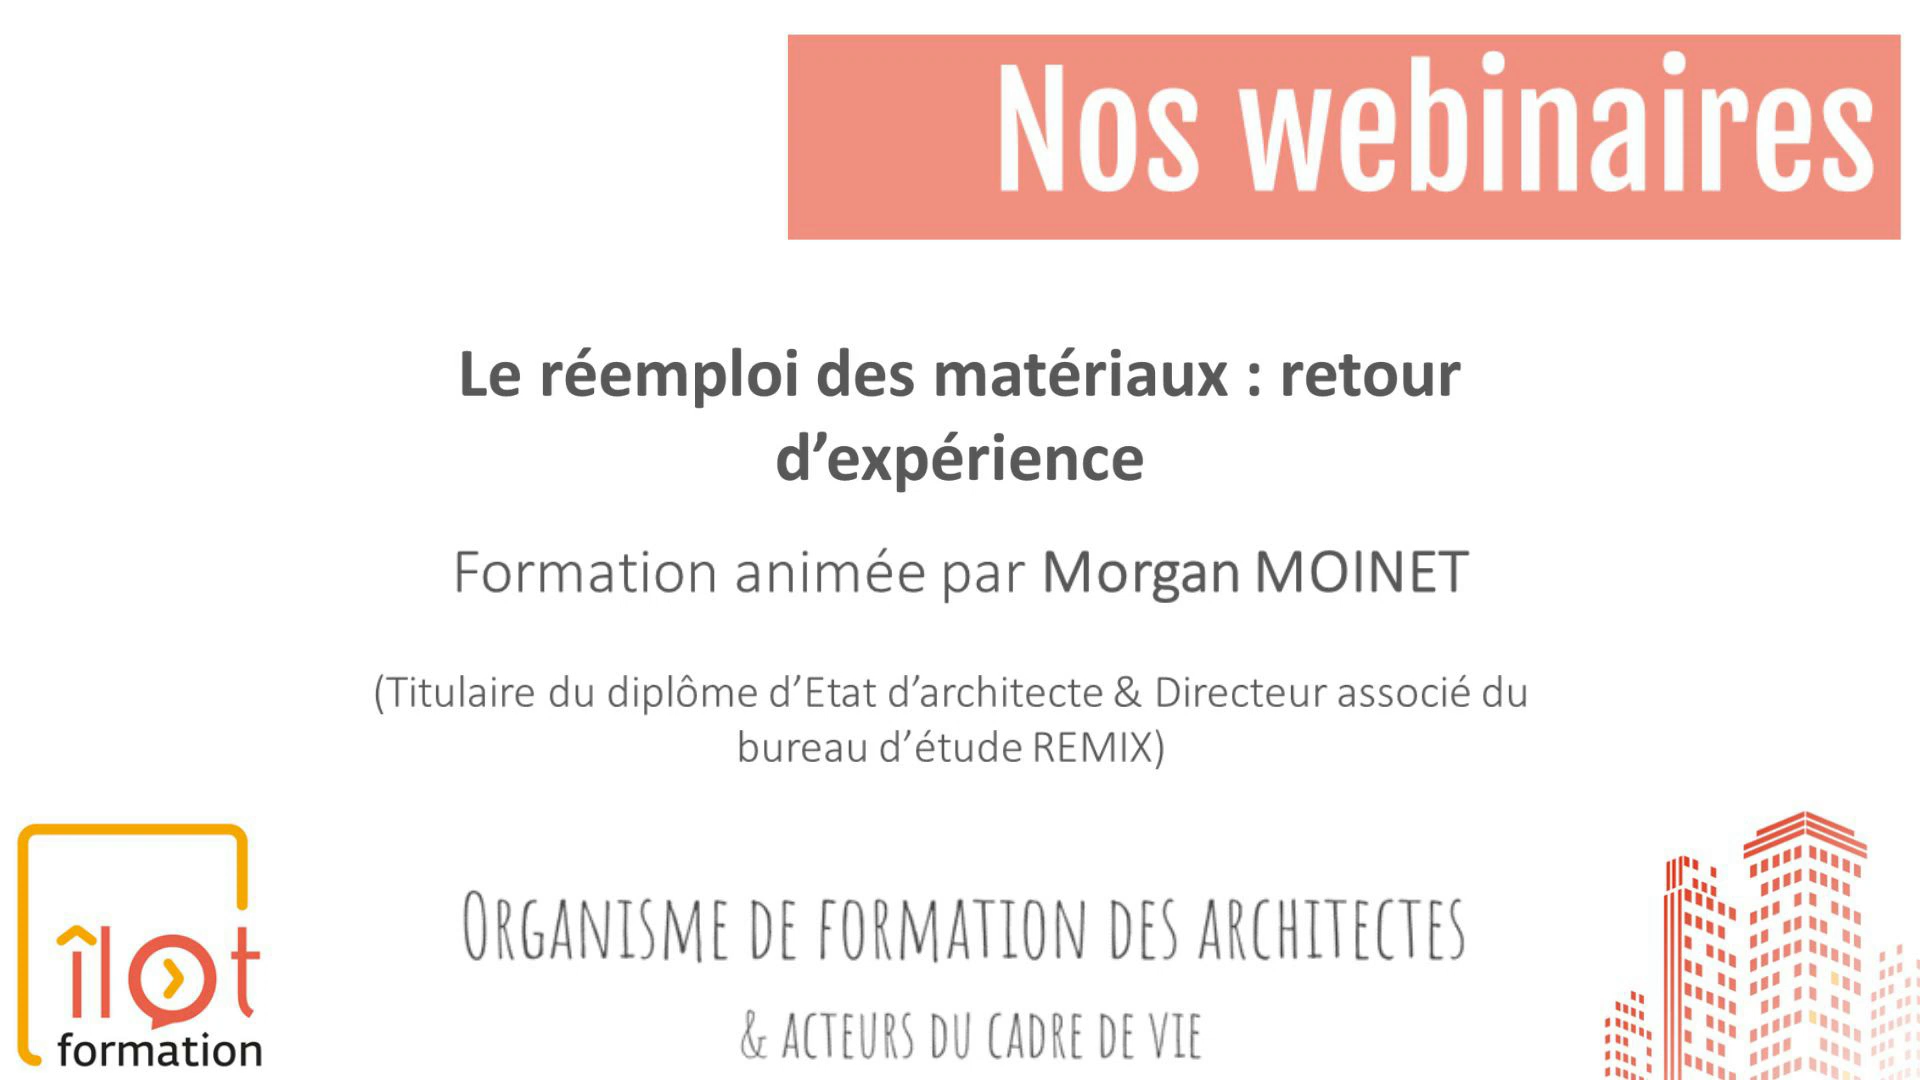 Nos webinaires
Le réemploi des matériaux : retour
d’expérience
Formation animée par Morgan MOINET
(Titulaire du diplôme d’Etat d’architecte & Directeur associé du
bureau d’étude REMIX)
ORGANISME DE FORMATION DES ARCHITECTES
& ACTEURS DU CADRE DE VIE
îlot
formation